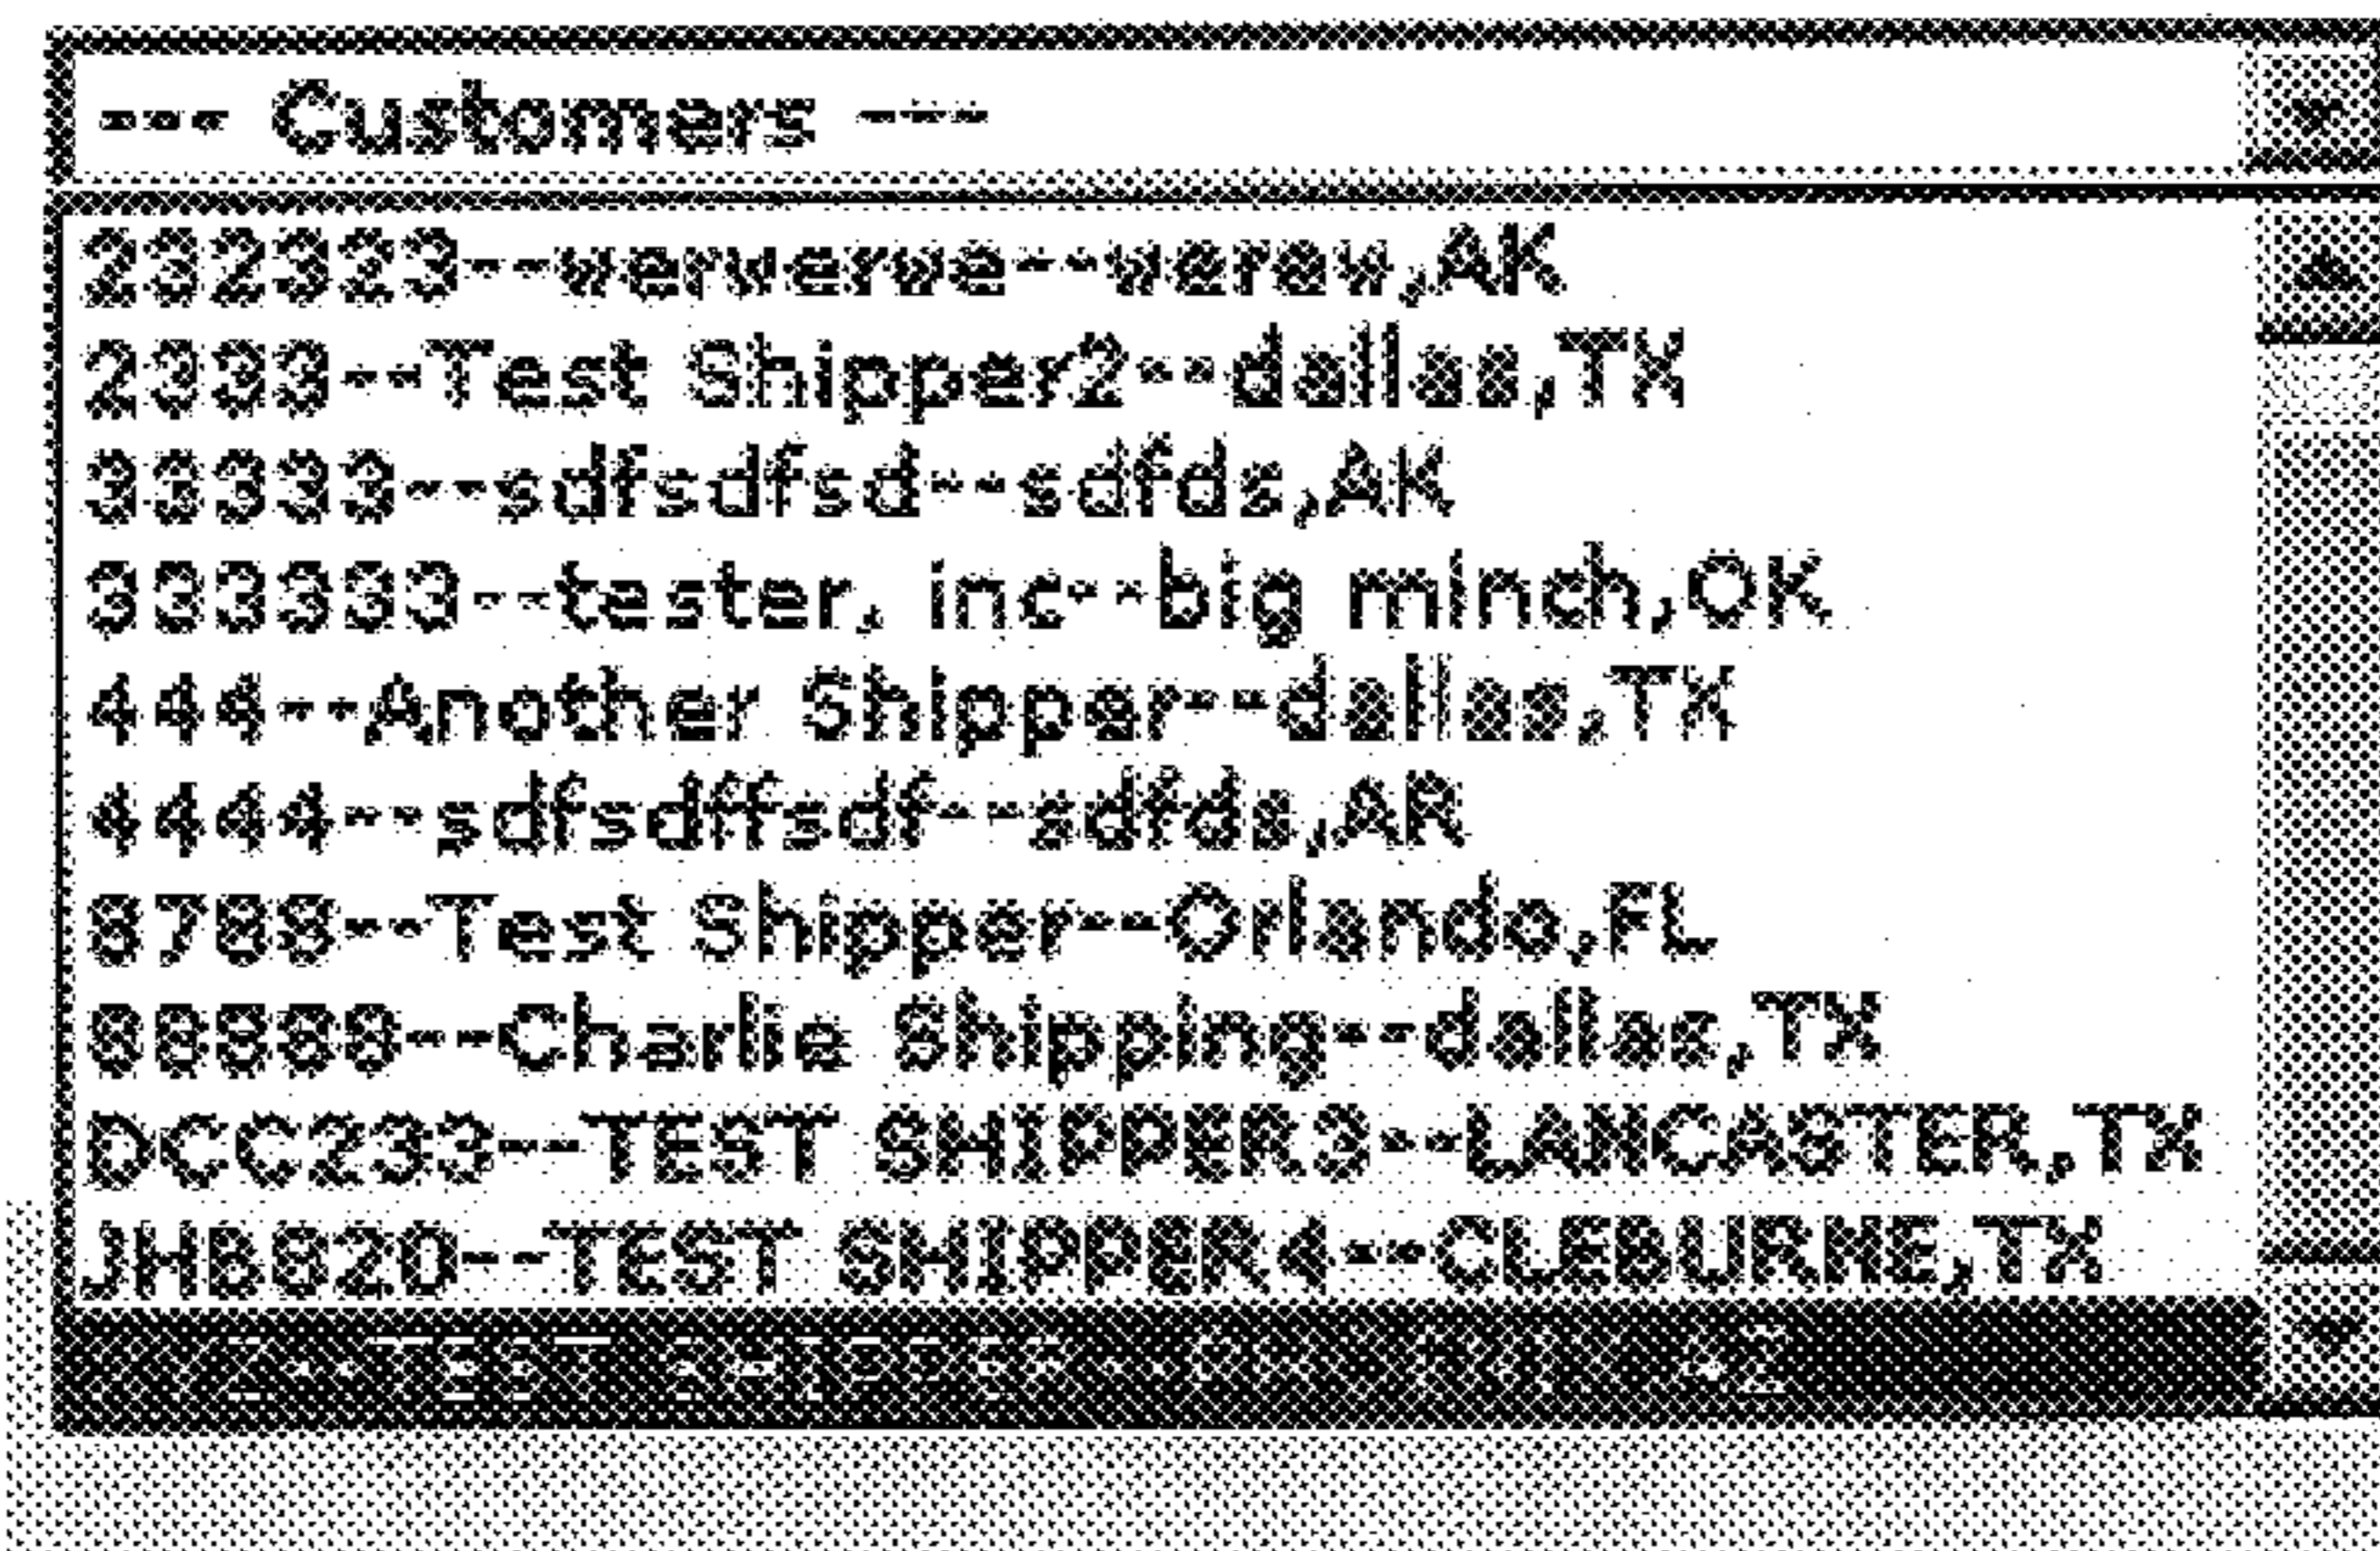 --- Customers ---
232323--werwerwe--weraw,AK
2333--Test Shipper2--dallas,TX
33333--sdfsdfsd--sdfds,AK
333333--tester, inc--big minch,OK
444--Another Shipper--dallas,TX
4444--sdfsdffsdf--sdfds,AR
8788--Test Shipper--Orlando,FL
88888--Charlie Shipping--dallas,TX
DCC233--TEST SHIPPER3--LANCASTER,TX
JHB820--TEST SHIPPER4--CLEBURNE,TX